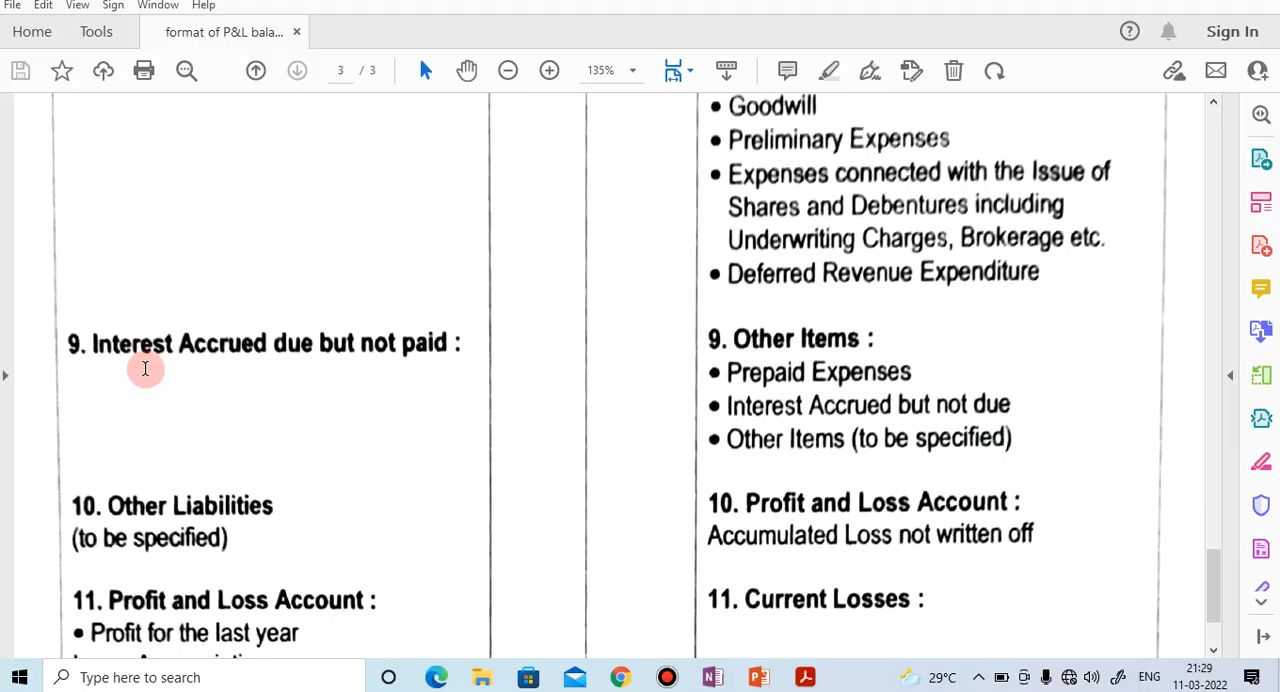 File Edit View Sign Window Help
Home Tools format of P&L bala... × Sign In
3 / 3 135%
• Goodwill
• Preliminary Expenses
• Expenses connected with the Issue of
Shares and Debentures including
Underwriting Charges, Brokerage etc.
• Deferred Revenue Expenditure
9. Interest Accrued due but not paid :
9. Other Items :
• Prepaid Expenses
• Interest Accrued but not due
• Other Items (to be specified)
10. Other Liabilities
(to be specified)
10. Profit and Loss Account :
Accumulated Loss not written off
11. Profit and Loss Account :
• Profit for the last year
11. Current Losses :
Type here to search
29°C ENG 21:29
11-03-2022